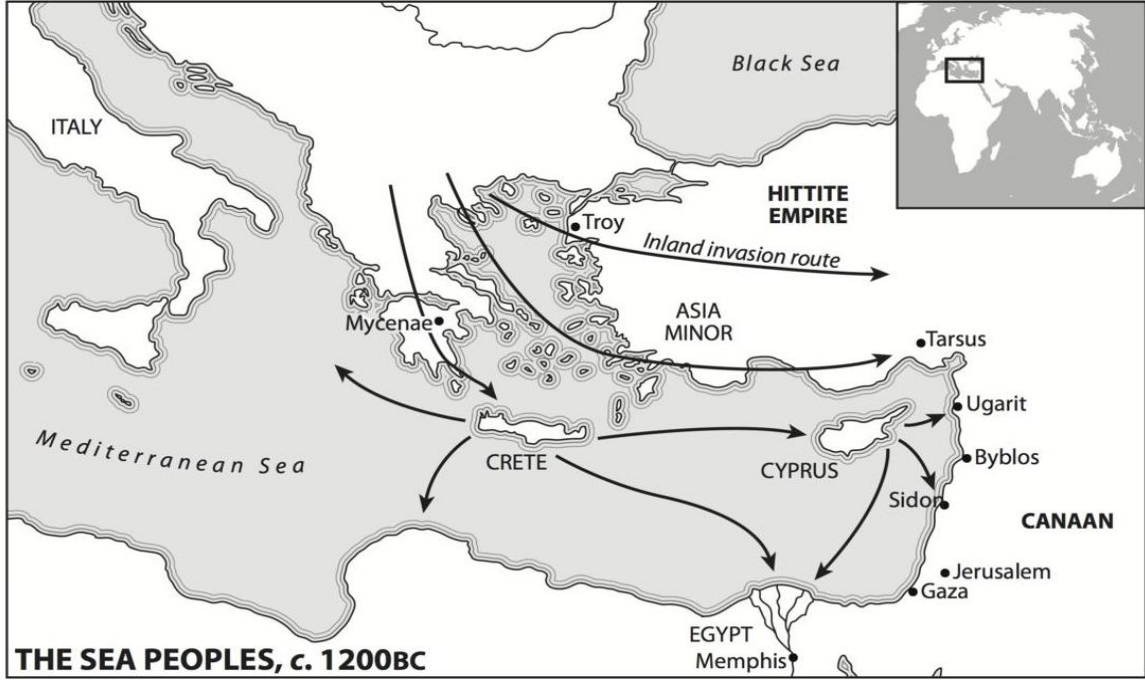 Black Sea
ITALY
HITTITE
EMPIRE
Troy
Inland invasion route
ASIA
MINOR
Mycenae
Tarsus
Ugarit
Mediterranean Sea
CRETE
CYPRUS
Byblos
Sidon
CANAAN
Jerusalem
Gaza
EGYPT
Memphis
THE SEA PEOPLES, c. 1200BC